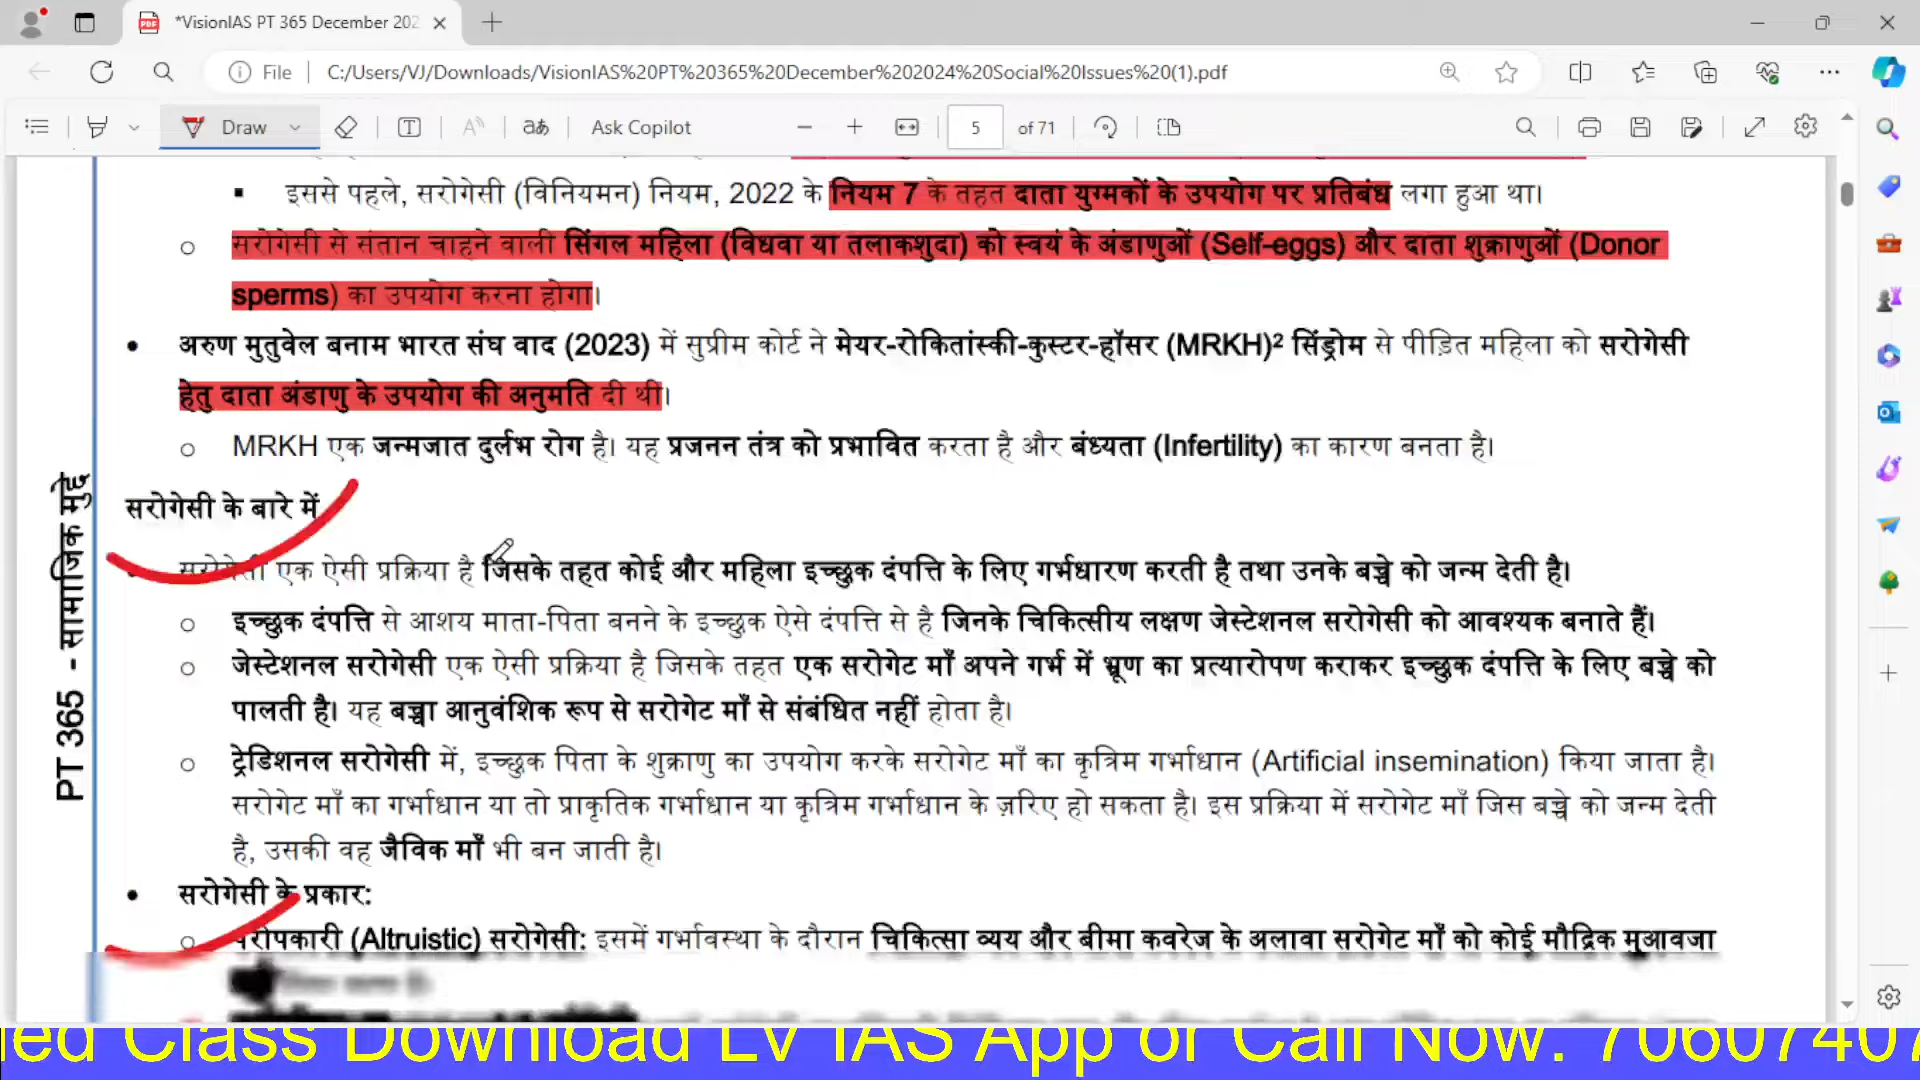 *VisionIAS PT 365 December 202
File
C:/Users/VJ/Downloads/VisionIAS%20PT%20365%20December%202024%20Social%20Issues%20(1).pdf
Draw
aあ
Ask Copilot
5 of 71
▪ इससे पहले, सरोगेसी (विनियमन) नियम, 2022 के नियम 7 के तहत दाता युग्मकों के उपयोग पर प्रतिबंध लगा हुआ था।
○ सरोगेसी से संतान चाहने वाली सिंगल महिला (विधवा या तलाकशुदा) को स्वयं के अंडाणुओं (Self-eggs) और दाता शुक्राणुओं (Donor
sperms) का उपयोग करना होगा।
• अरुण मुतुवेल बनाम भारत संघ वाद (2023) में सुप्रीम कोर्ट ने मेयर-रोकितांस्की-कुस्टर-हॉसर (MRKH)² सिंड्रोम से पीड़ित महिला को सरोगेसी
हेतु दाता अंडाणु के उपयोग की अनुमति दी थी।
○ MRKH एक जन्मजात दुर्लभ रोग है। यह प्रजनन तंत्र को प्रभावित करता है और बंध्यता (Infertility) का कारण बनता है।
सरोगेसी के बारे में
सरोगेसी एक ऐसी प्रक्रिया है जिसके तहत कोई और महिला इच्छुक दंपत्ति के लिए गर्भधारण करती है तथा उनके बच्चे को जन्म देती है।
○ इच्छुक दंपत्ति से आशय माता-पिता बनने के इच्छुक ऐसे दंपत्ति से है जिनके चिकित्सीय लक्षण जेस्टेशनल सरोगेसी को आवश्यक बनाते हैं।
○ जेस्टेशनल सरोगेसी एक ऐसी प्रक्रिया है जिसके तहत एक सरोगेट माँ अपने गर्भ में भ्रूण का प्रत्यारोपण कराकर इच्छुक दंपत्ति के लिए बच्चे को
पालती है। यह बच्चा आनुवंशिक रूप से सरोगेट माँ से संबंधित नहीं होता है।
○ ट्रेडिशनल सरोगेसी में, इच्छुक पिता के शुक्राणु का उपयोग करके सरोगेट माँ का कृत्रिम गर्भाधान (Artificial insemination) किया जाता है।
सरोगेट माँ का गर्भाधान या तो प्राकृतिक गर्भाधान या कृत्रिम गर्भाधान के ज़रिए हो सकता है। इस प्रक्रिया में सरोगेट माँ जिस बच्चे को जन्म देती
है, उसकी वह जैविक माँ भी बन जाती है।
• सरोगेसी के प्रकार:
○ परोपकारी (Altruistic) सरोगेसी: इसमें गर्भावस्था के दौरान चिकित्सा व्यय और बीमा कवरेज के अलावा सरोगेट माँ को कोई मौद्रिक मुआवजा
PT 365 - सामाजिक मुद्दे
ied Class Download LV IAS App or Call Now. 70607407